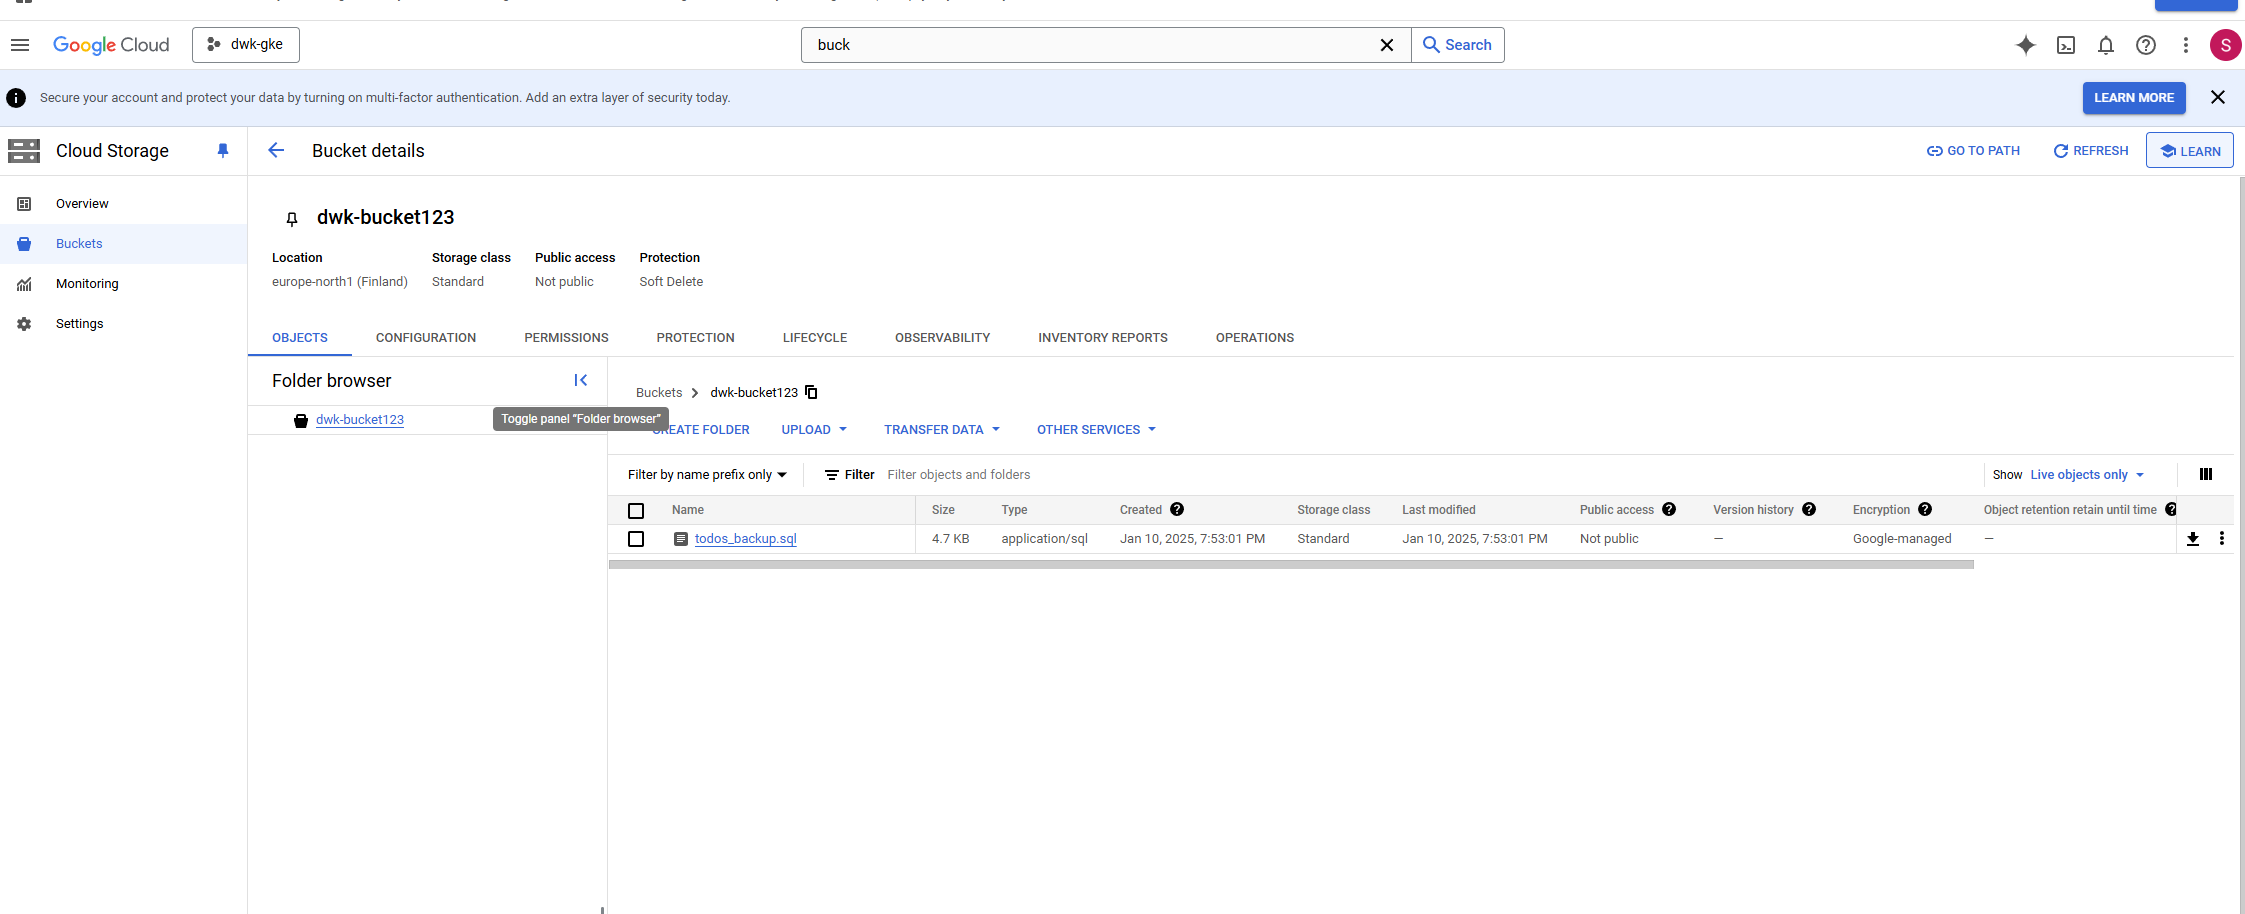 Google Cloud
dwk-gke
buck
Search
S
Secure your account and protect your data by turning on multi-factor authentication. Add an extra layer of security today.
LEARN MORE
Cloud Storage
Bucket details
GO TO PATH
REFRESH
LEARN
Overview
Buckets
Monitoring
Settings
dwk-bucket123
Location
Storage class
Public access
Protection
europe-north1 (Finland)
Standard
Not public
Soft Delete
OBJECTS
CONFIGURATION
PERMISSIONS
PROTECTION
LIFECYCLE
OBSERVABILITY
INVENTORY REPORTS
OPERATIONS
Folder browser
dwk-bucket123
Toggle panel “Folder browser”
Buckets
dwk-bucket123
CREATE FOLDER
UPLOAD
TRANSFER DATA
OTHER SERVICES
Filter by name prefix only
Filter
Filter objects and folders
Show
Live objects only
Name
Size
Type
Created
Storage class
Last modified
Public access
Version history
Encryption
Object retention retain until time
todos_backup.sql
4.7 KB
application/sql
Jan 10, 2025, 7:53:01 PM
Standard
Jan 10, 2025, 7:53:01 PM
Not public
—
Google-managed
—